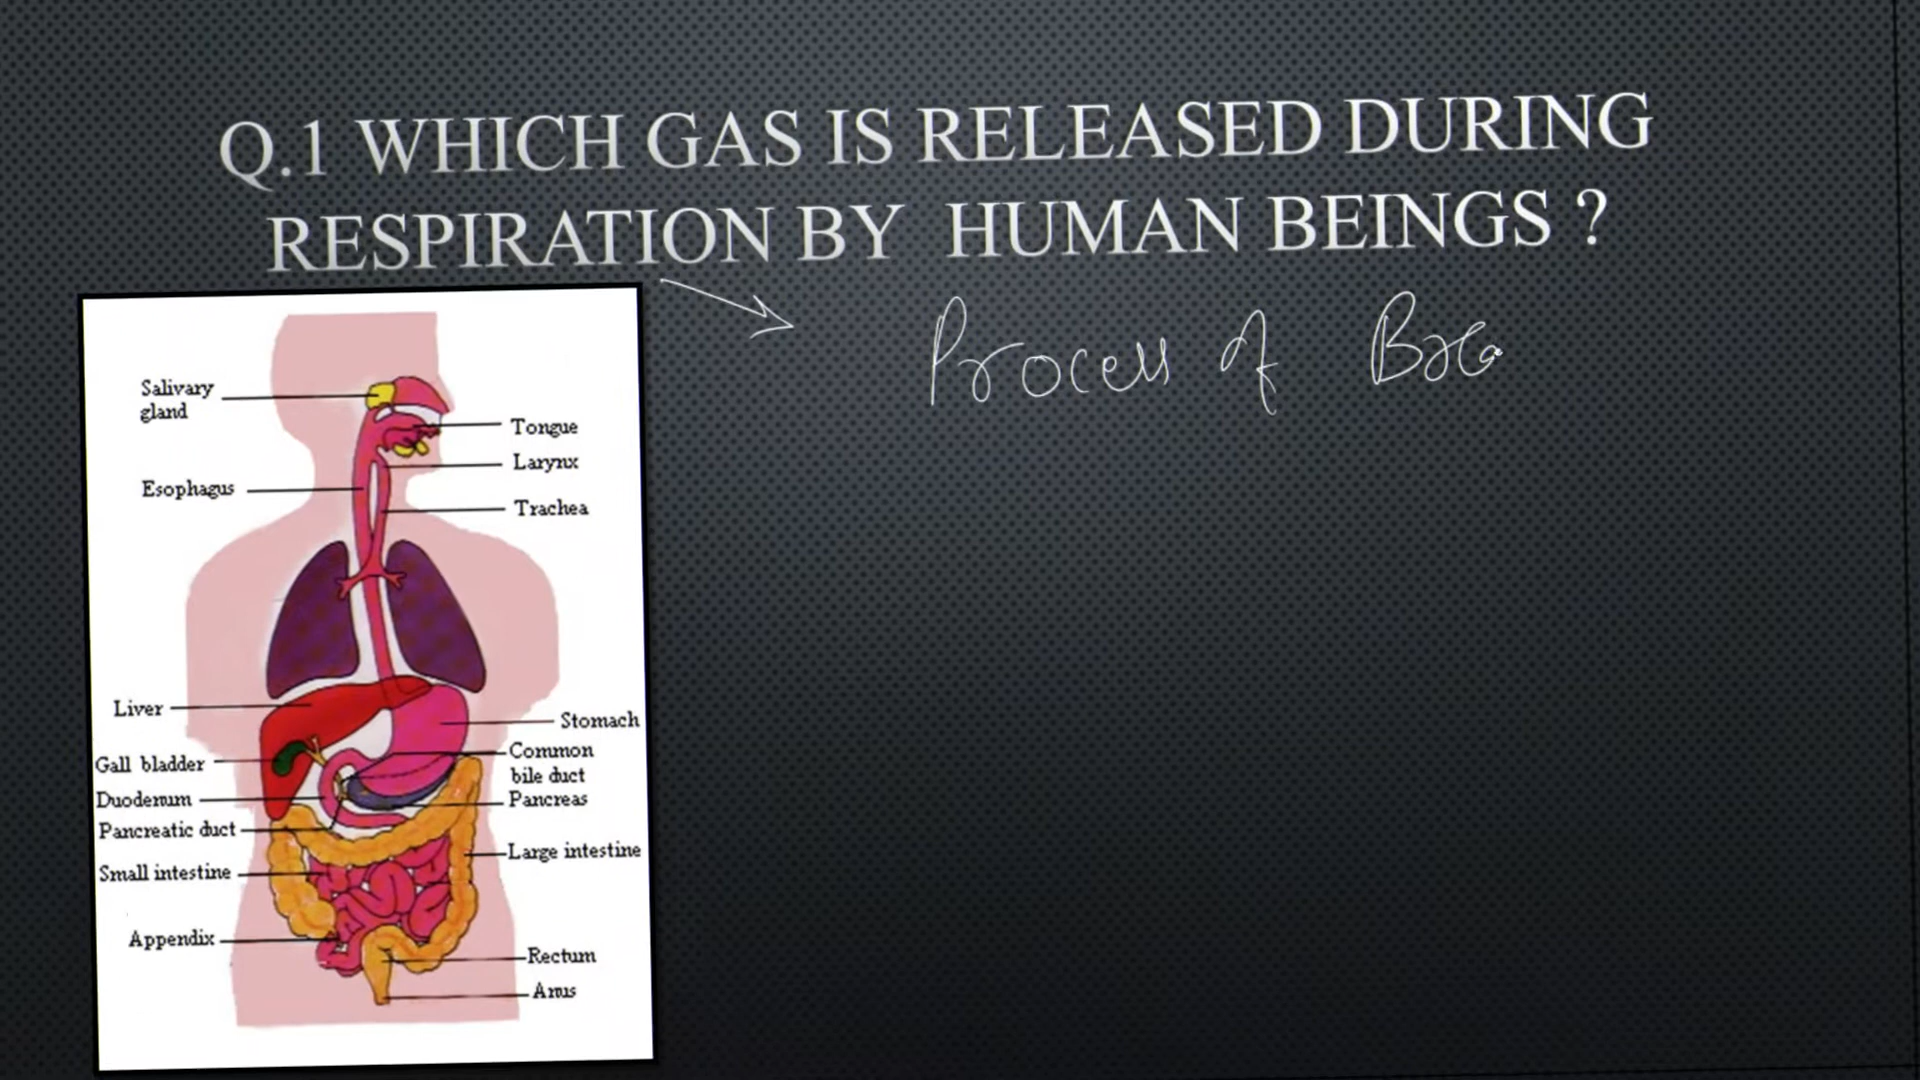 Q.1 WHICH GAS IS RELEASED DURING
RESPIRATION BY HUMAN BEINGS ?
Process of
Salivary
gland
Tongue
Larynx
Esophagus
Trachea
Liver
Stomach
Gall bladder
Common
bile duct
Duodenum
Pancreas
Pancreatic duct
Large intestine
Small intestine
Appendix
Rectum
Anus